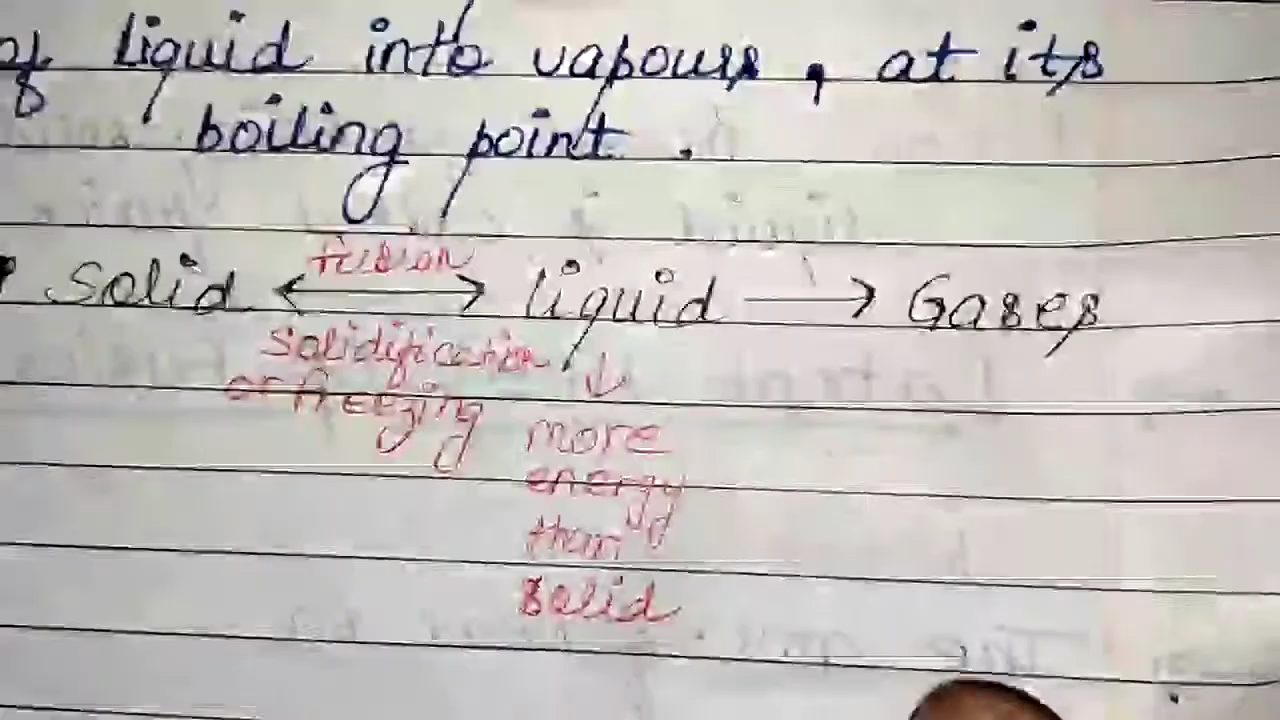 of liquid into vapours, at its
boiling point.
fusion
Solid ⟷ liquid ⟶ Gases
Solidification
or freezing
↓
more
energy
than
solid